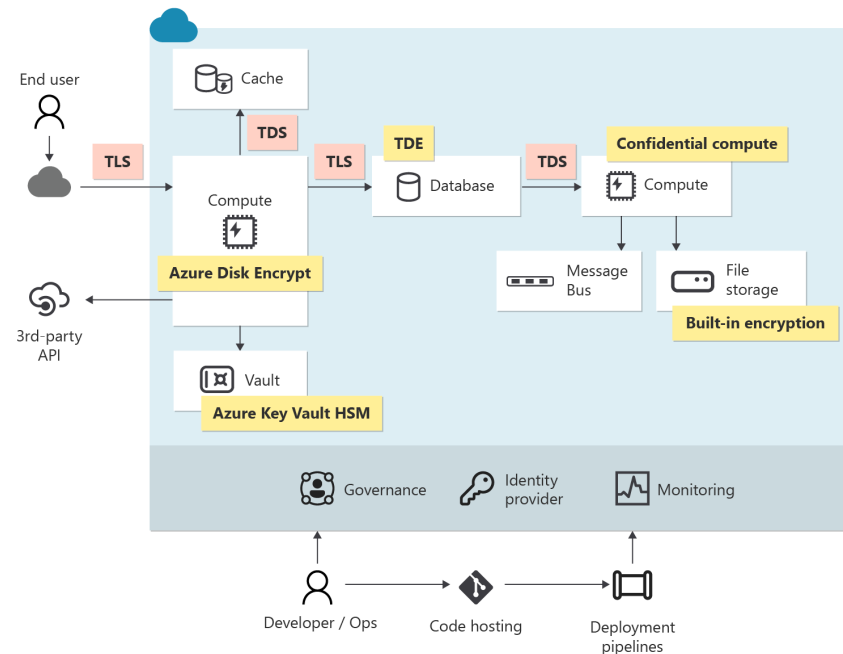 End user
Cache
TDS
TLS
TLS
TDE
Database
TDS
Confidential compute
Compute
Compute
Azure Disk Encrypt
Message
Bus
File
storage
Built-in encryption
3rd-party
API
Vault
Azure Key Vault HSM
Governance
Identity
provider
Monitoring
Developer / Ops
Code hosting
Deployment
pipelines